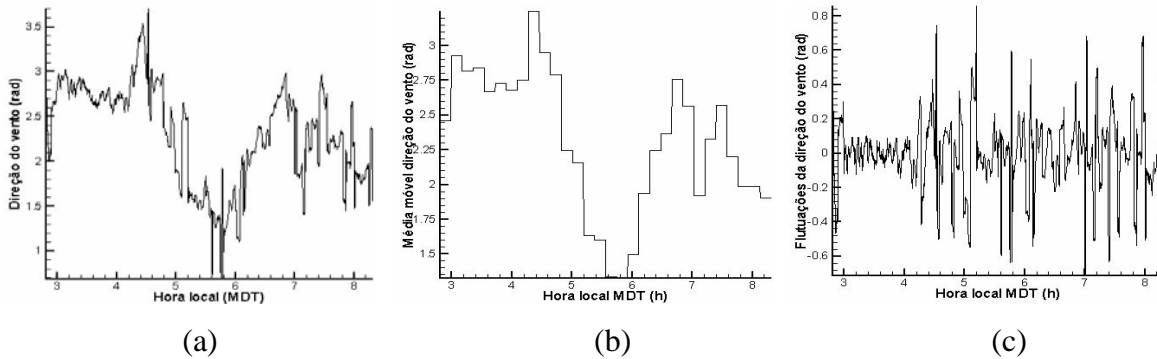 Direção do vento (rad)
3.5
3
2.5
2
1.5
1
3 4 5 6 7 8
Hora local (MDT)
(a)
Média móvel direção do vento (rad)
3
2.75
2.5
2.25
2
1.75
1.5
3 4 5 6 7 8
Hora local MDT (h)
(b)
Flutuações da direção do vento (rad)
0.8
0.6
0.4
0.2
0
-0.2
-0.4
-0.6
3 4 5 6 7 8
Hora local MDT (h)
(c)